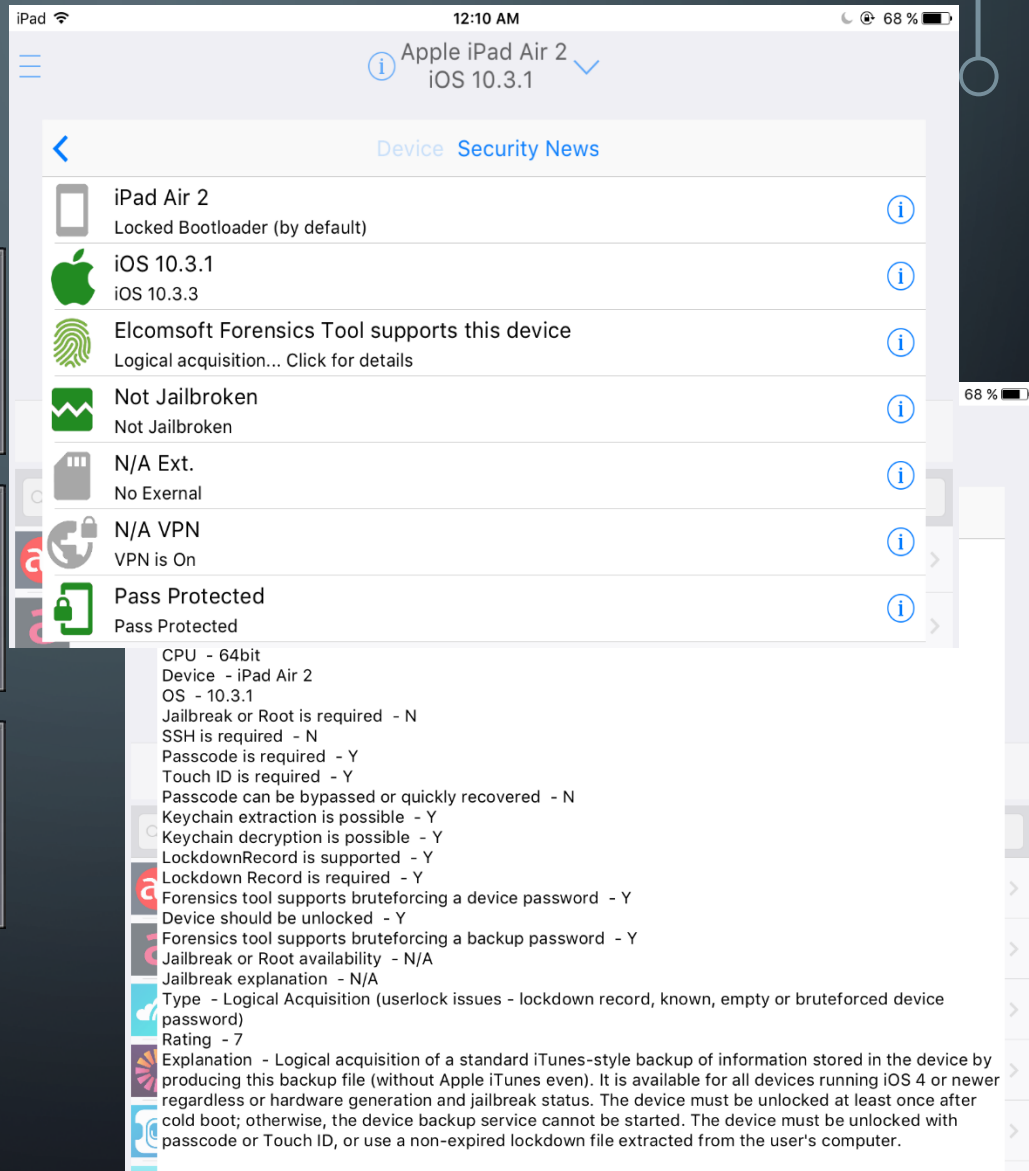 iPad 12:10 AM 68 %
Apple iPad Air 2
iOS 10.3.1
Device Security News
iPad Air 2
Locked Bootloader (by default)
iOS 10.3.1
iOS 10.3.3
Elcomsoft Forensics Tool supports this device
Logical acquisition... Click for details
68 %
Not Jailbroken
Not Jailbroken
N/A Ext.
No Exernal
N/A VPN
VPN is On
Pass Protected
Pass Protected
CPU - 64bit
Device - iPad Air 2
OS - 10.3.1
Jailbreak or Root is required - N
SSH is required - N
Passcode is required - Y
Touch ID is required - Y
Passcode can be bypassed or quickly recovered - N
Keychain extraction is possible - Y
Keychain decryption is possible - Y
LockdownRecord is supported - Y
Lockdown Record is required - Y
Forensics tool supports bruteforcing a device password - Y
Device should be unlocked - Y
Forensics tool supports bruteforcing a backup password - Y
Jailbreak or Root availability - N/A
Jailbreak explanation - N/A
Type - Logical Acquisition (userlock issues - lockdown record, known, empty or bruteforced device
password)
Rating - 7
Explanation - Logical acquisition of a standard iTunes-style backup of information stored in the device by
producing this backup file (without Apple iTunes even). It is available for all devices running iOS 4 or newer
regardless or hardware generation and jailbreak status. The device must be unlocked at least once after
cold boot; otherwise, the device backup service cannot be started. The device must be unlocked with
passcode or Touch ID, or use a non-expired lockdown file extracted from the user's computer.